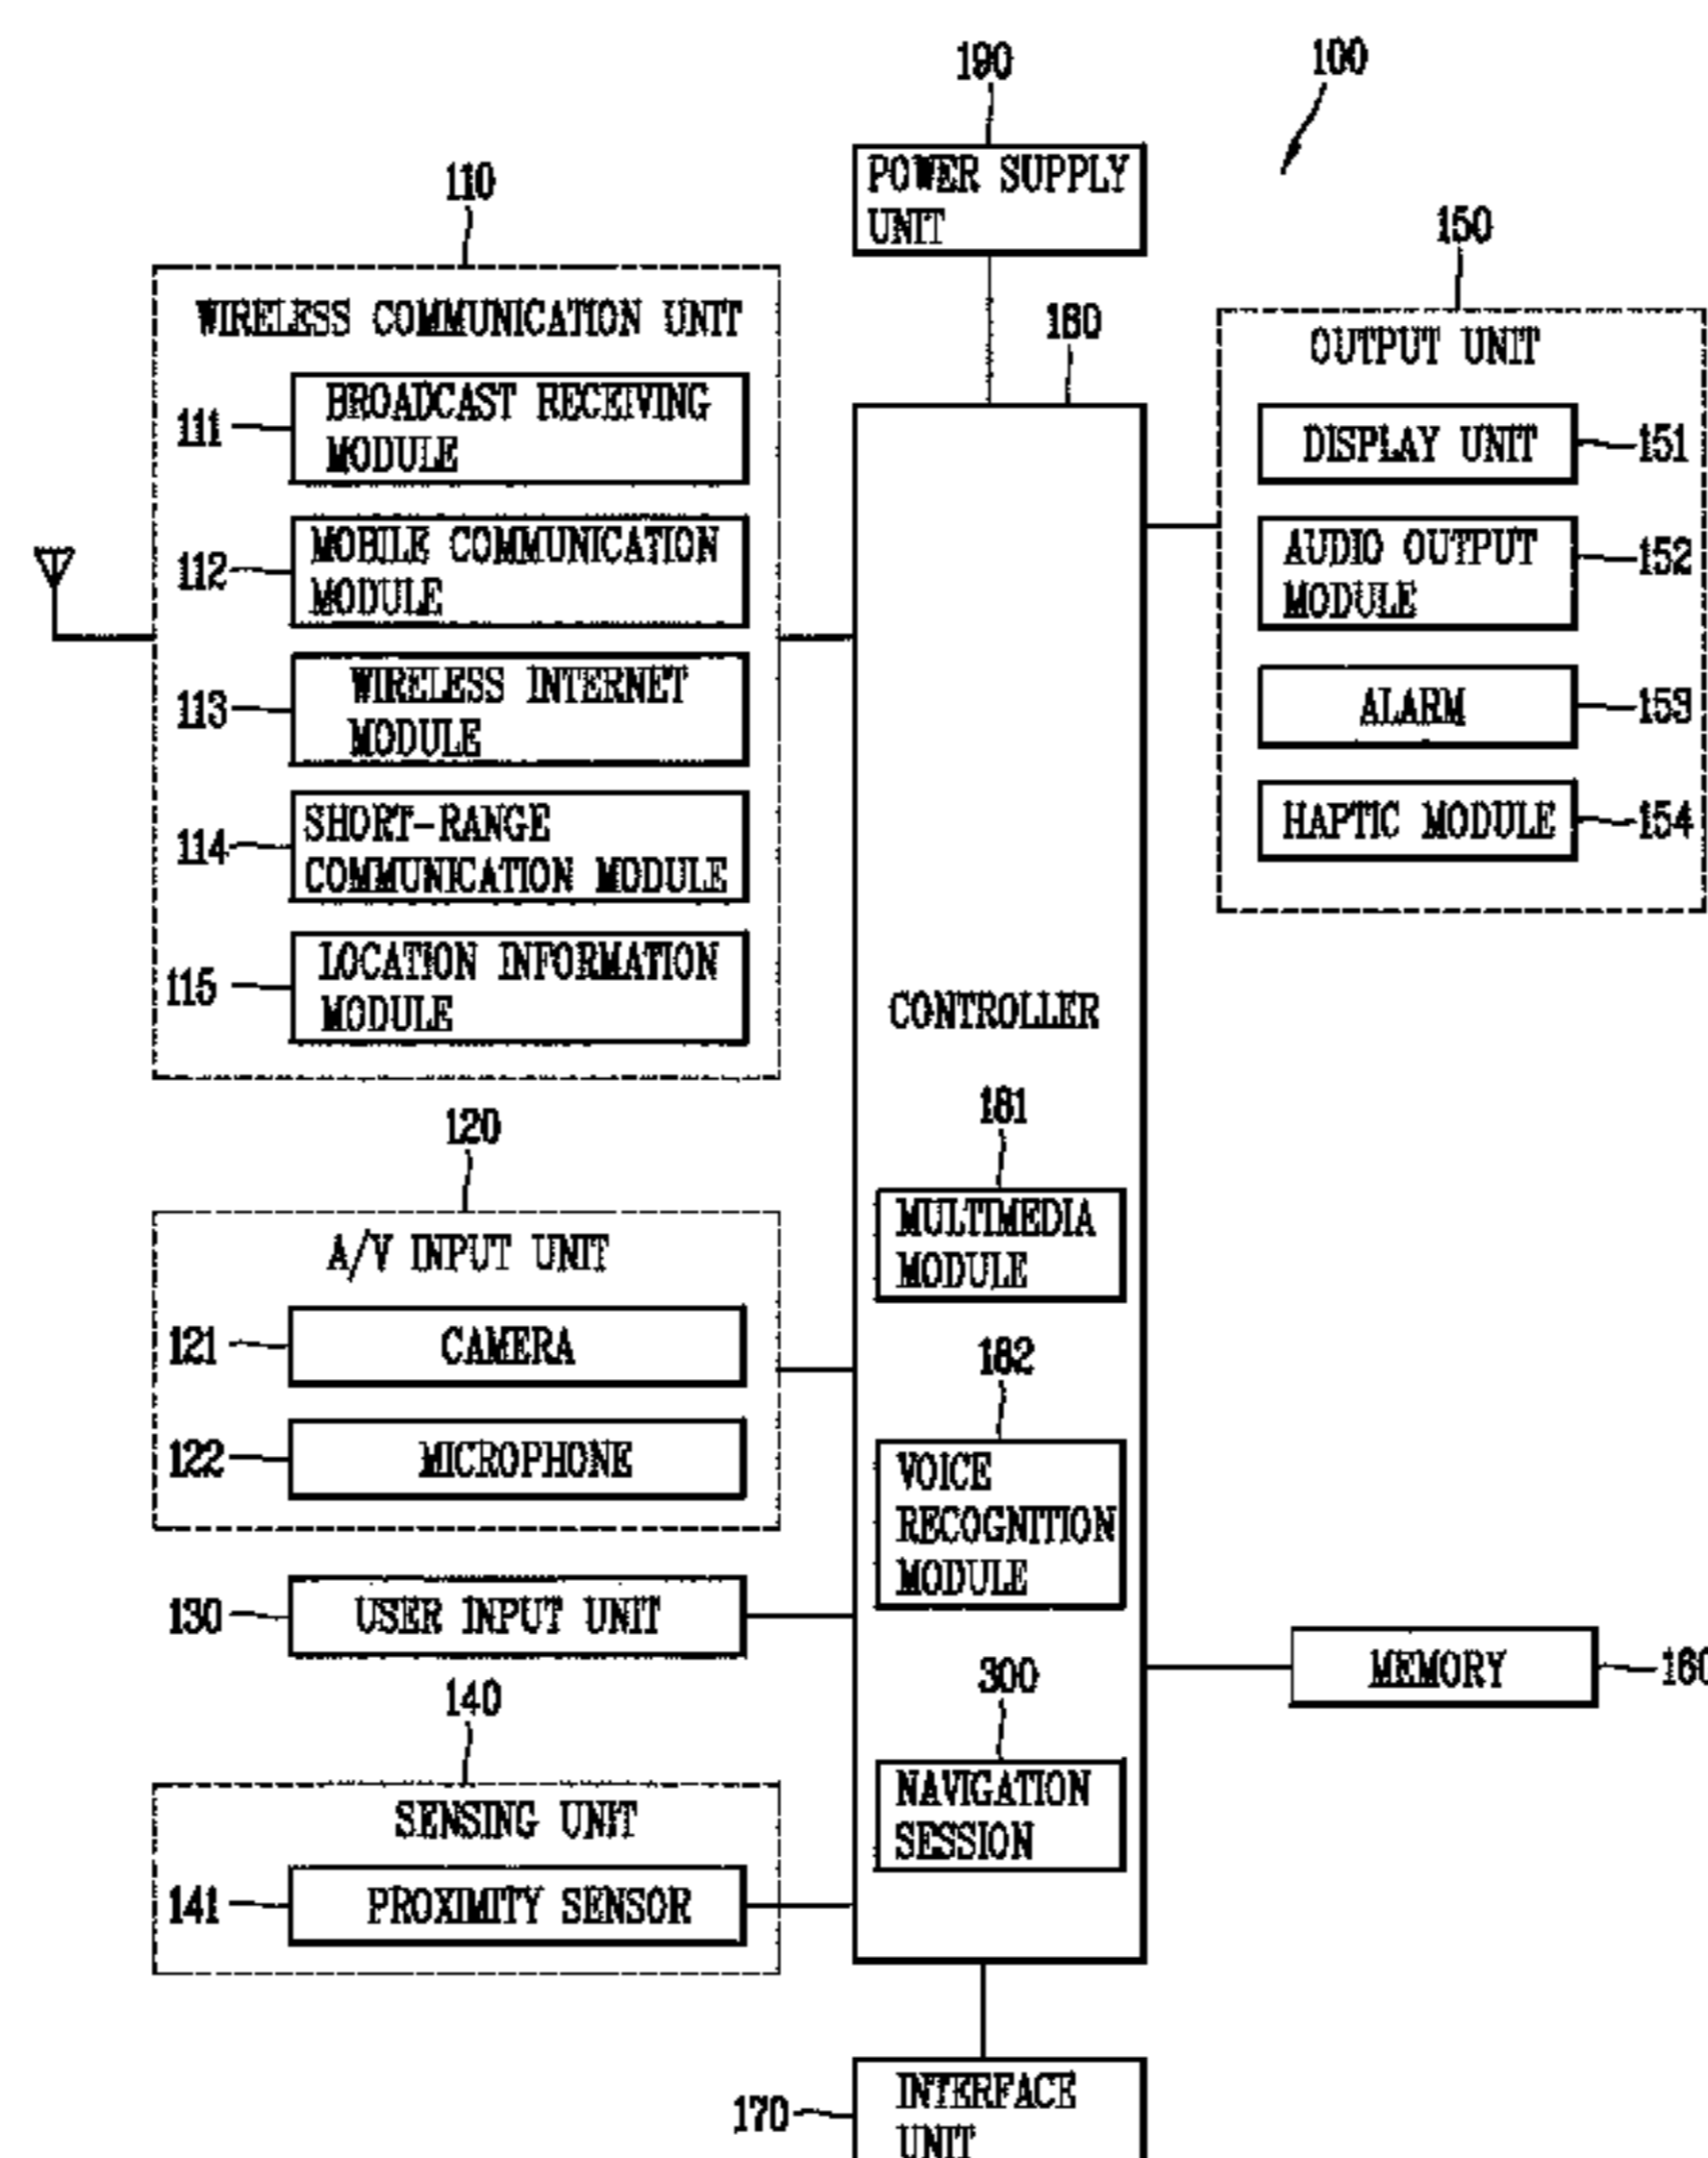 190
100
POWER SUPPLY
UNIT
110
150
WIRELESS COMMUNICATION UNIT
180
OUTPUT UNIT
111
BROADCAST RECEIVING
MODULE
DISPLAY UNIT
151
112
MOBILE COMMUNICATION
MODULE
AUDIO OUTPUT
MODULE
152
113
WIRELESS INTERNET
MODULE
ALARM
153
114
SHORT-RANGE
COMMUNICATION MODULE
HAPTIC MODULE
154
115
LOCATION INFORMATION
MODULE
CONTROLLER
120
181
A/V INPUT UNIT
MULTIMEDIA
MODULE
121
CAMERA
182
122
MICROPHONE
VOICE
RECOGNITION
MODULE
130
USER INPUT UNIT
300
MEMORY
160
140
NAVIGATION
SESSION
SENSING UNIT
141
PROXIMITY SENSOR
170
INTERFACE
UNIT